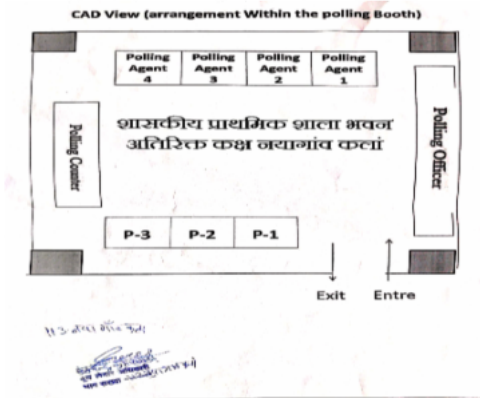 CAD View (arrangement Within the polling Booth)
Polling Agent 4
Polling Agent 3
Polling Agent 2
Polling Agent 1
शासकीय प्राथमिक शाला भवन
अतिरिक्त कक्ष नयागांव कलां
Polling Counter
Polling Officer
P-3
P-2
P-1
Exit
Entre